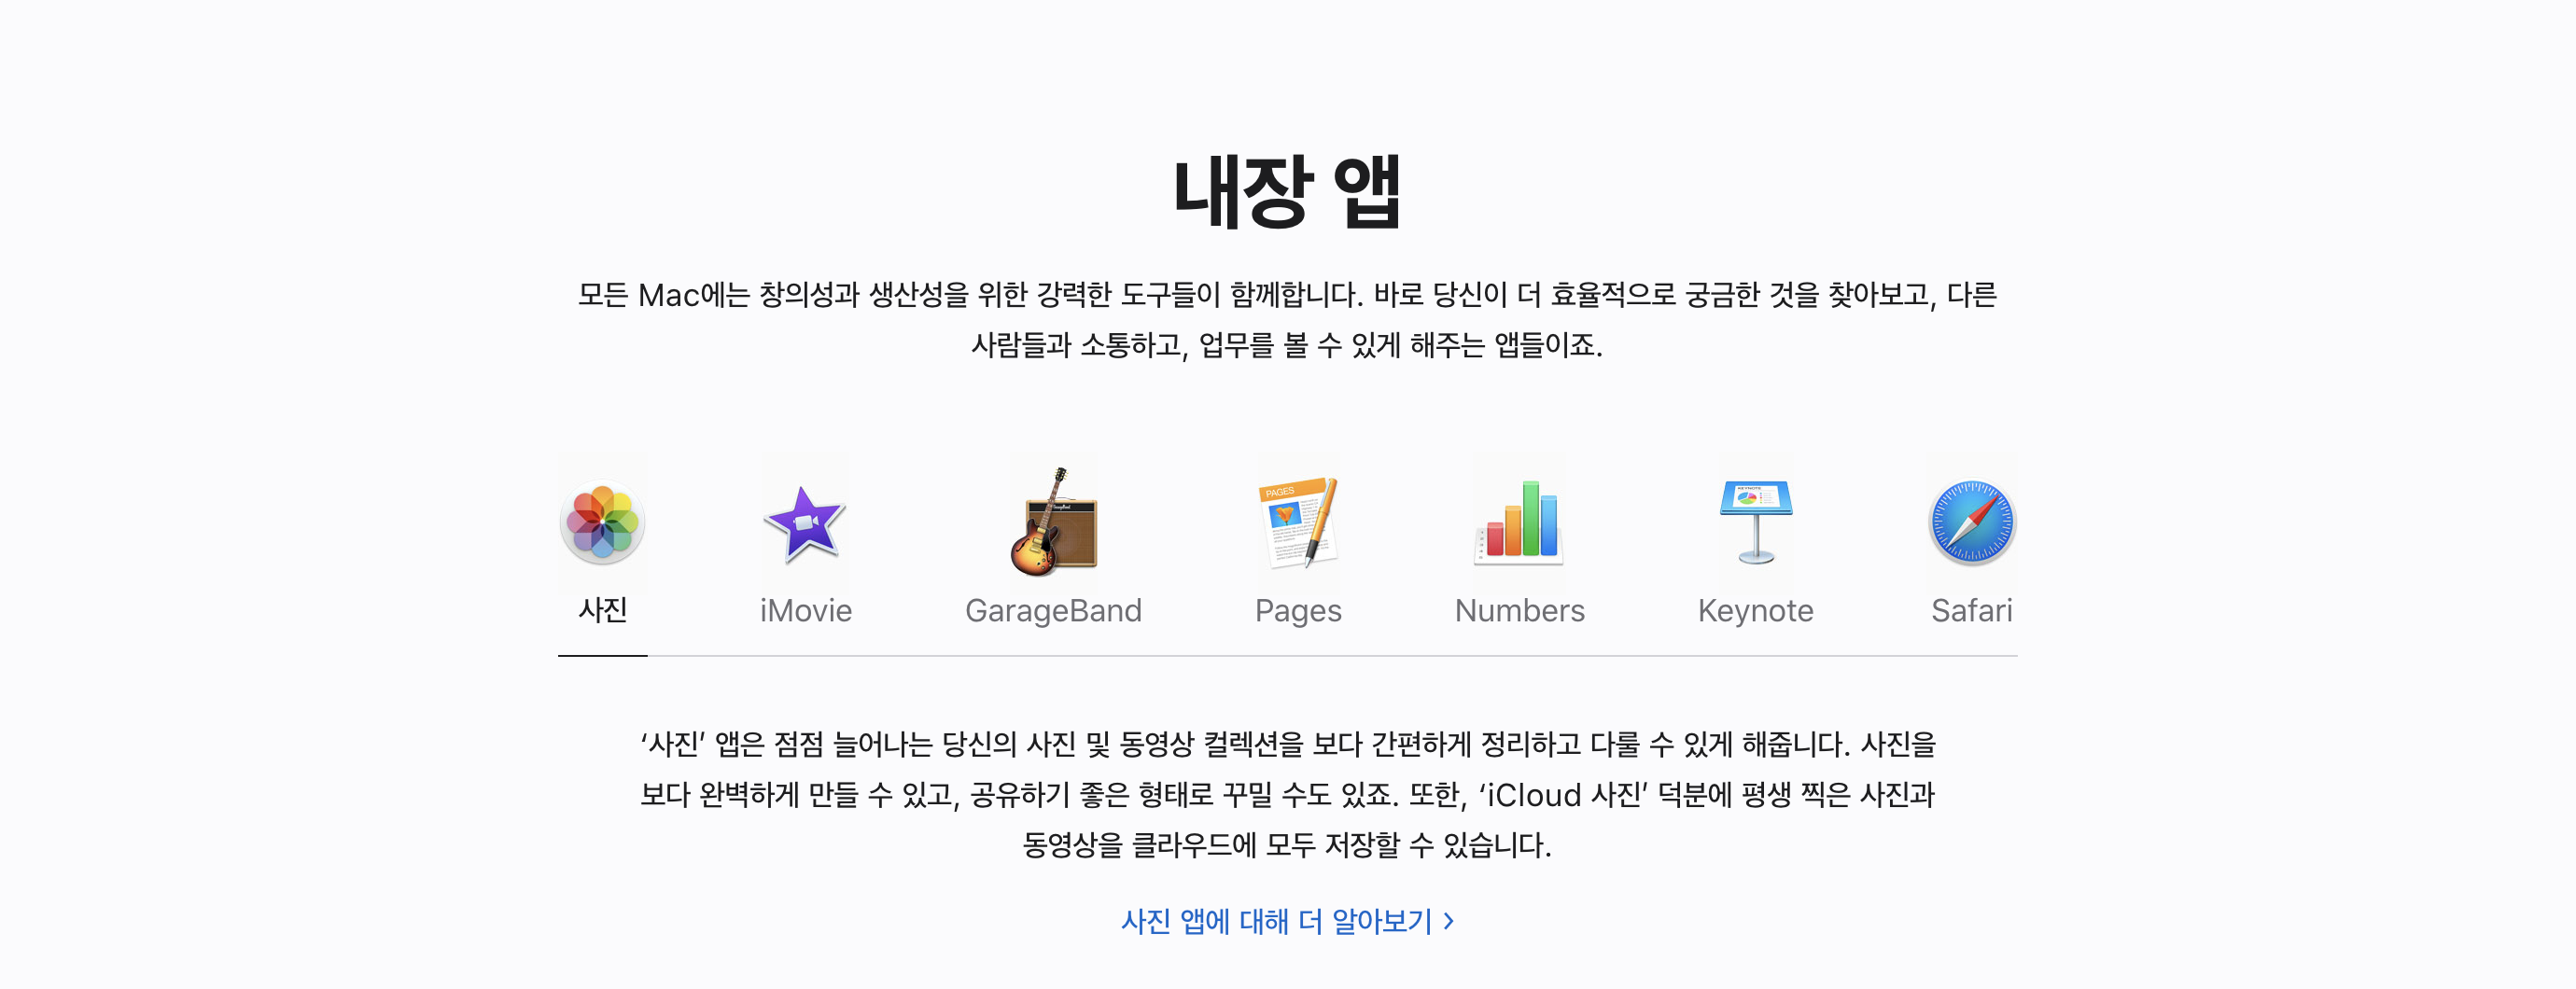 내장 앱
모든 Mac에는 창의성과 생산성을 위한 강력한 도구들이 함께합니다. 바로 당신이 더 효율적으로 궁금한 것을 찾아보고, 다른
사람들과 소통하고, 업무를 볼 수 있게 해주는 앱들이죠.
PAGES
KEYNOTE
사진 iMovie GarageBand Pages Numbers Keynote Safari
‘사진’ 앱은 점점 늘어나는 당신의 사진 및 동영상 컬렉션을 보다 간편하게 정리하고 다룰 수 있게 해줍니다. 사진을
보다 완벽하게 만들 수 있고, 공유하기 좋은 형태로 꾸밀 수도 있죠. 또한, ‘iCloud 사진’ 덕분에 평생 찍은 사진과
동영상을 클라우드에 모두 저장할 수 있습니다.
사진 앱에 대해 더 알아보기 >